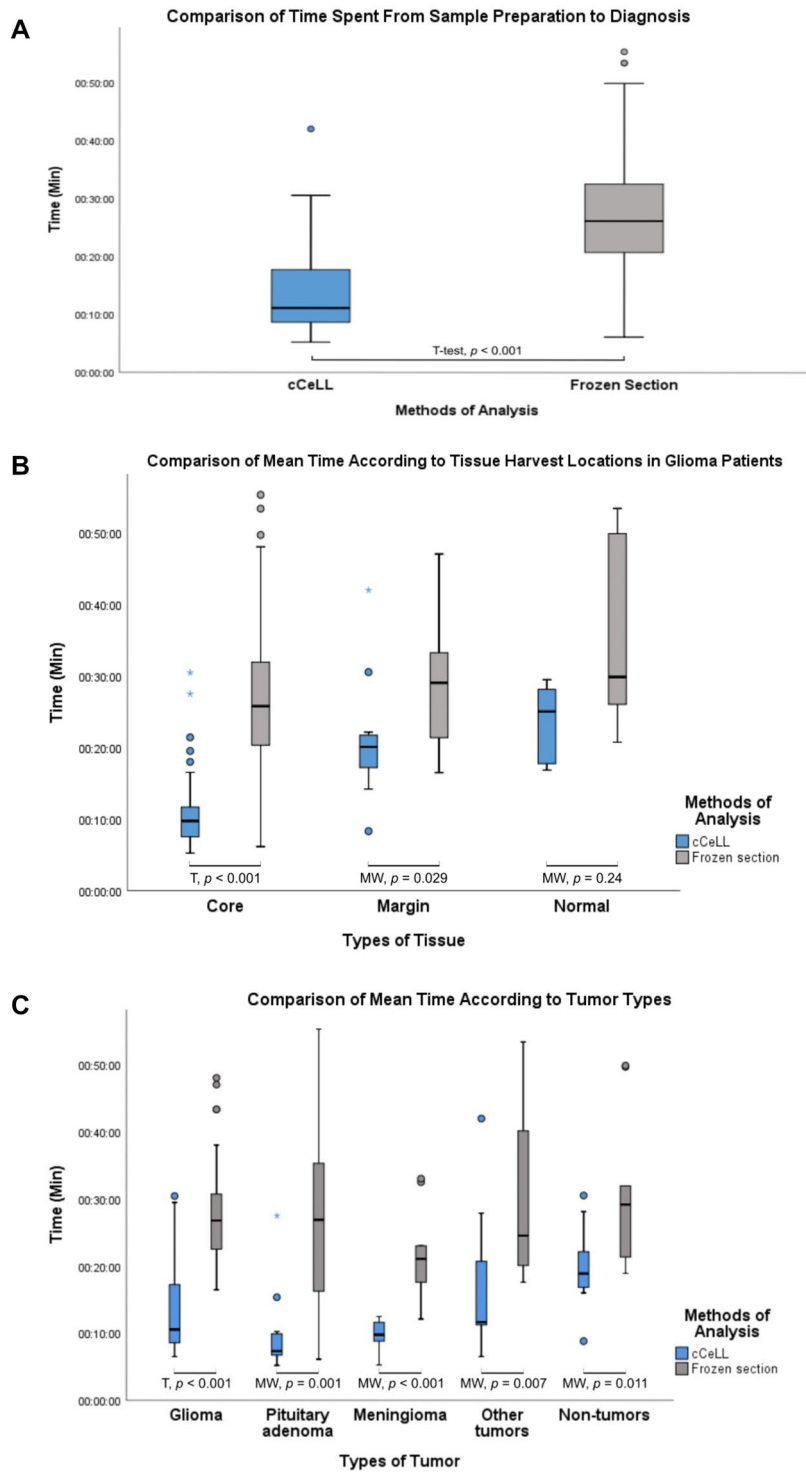 A
Comparison of Time Spent From Sample Preparation to Diagnosis
Time (Min)
00:50:00
00:40:00
00:30:00
00:20:00
00:10:00
00:00:00
T-test, p < 0.001
cCeLL
Frozen Section
Methods of Analysis
B
Comparison of Mean Time According to Tissue Harvest Locations in Glioma Patients
Time (Min)
00:50:00
00:40:00
00:30:00
00:20:00
00:10:00
00:00:00
T, p < 0.001
MW, p = 0.029
MW, p = 0.24
Core
Margin
Normal
Types of Tissue
Methods of
Analysis
cCeLL
Frozen section
C
Comparison of Mean Time According to Tumor Types
Time (Min)
00:50:00
00:40:00
00:30:00
00:20:00
00:10:00
00:00:00
T, p < 0.001
MW, p = 0.001
MW, p < 0.001
MW, p = 0.007
MW, p = 0.011
Glioma
Pituitary
adenoma
Meningioma
Other
tumors
Non-tumors
Types of Tumor
Methods of
Analysis
cCeLL
Frozen section